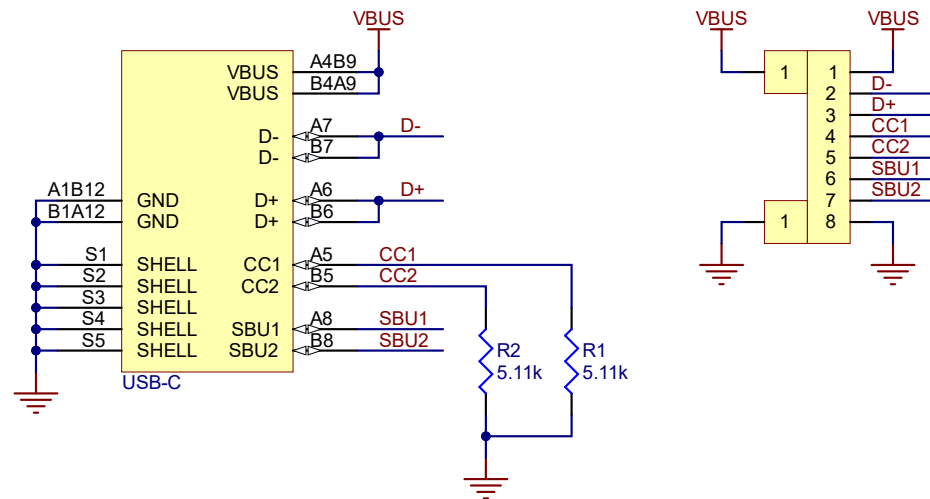 VBUS
VBUS
A4B9
VBUS
B4A9
D-
A7
D-
D-
B7
D+
A6
D+
D+
B6
A1B12
GND
B1A12
GND
S1
SHELL
S2
SHELL
S3
SHELL
S4
SHELL
S5
SHELL
CC1
A5
CC1
CC2
B5
CC2
SBU1
A8
SBU1
SBU2
B8
SBU2
USB-C
R2
5.11k
R1
5.11k
VBUS
VBUS
1
1
2
D-
3
D+
4
CC1
5
CC2
6
SBU1
7
SBU2
1
8